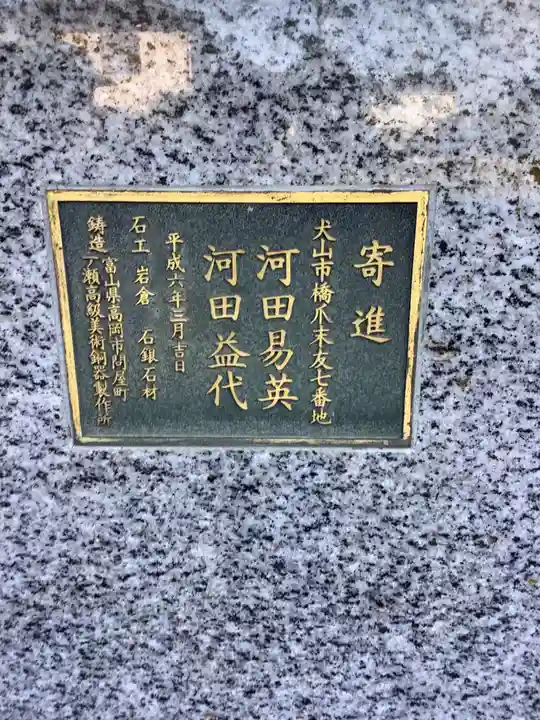 寄進
犬山市橋爪末友七番地
河田易英
河田益代
平成六年三月吉日
石工 岩倉 石銀石材
富山県高岡市問屋町
鋳造 一ノ瀬高級美術銅器製作所